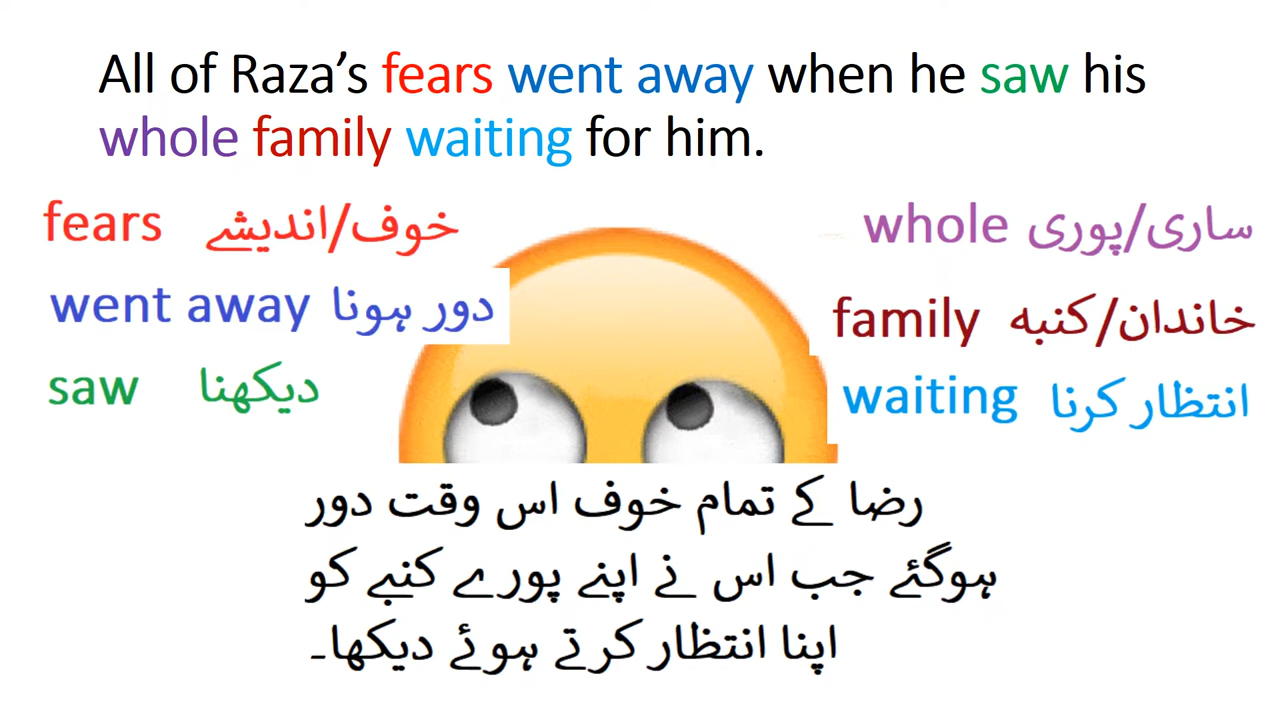 All of Raza’s fears went away when he saw his
whole family waiting for him.
fears خوف/اندیشے
went away دور ہونا
saw دیکھنا
whole ساری/پوری
family خاندان/کنبہ
waiting انتظار کرنا
رضا کے تمام خوف اس وقت دور
ہوگئے جب اس نے اپنے پورے کنبے کو
اپنا انتظار کرتے ہوئے دیکھا۔